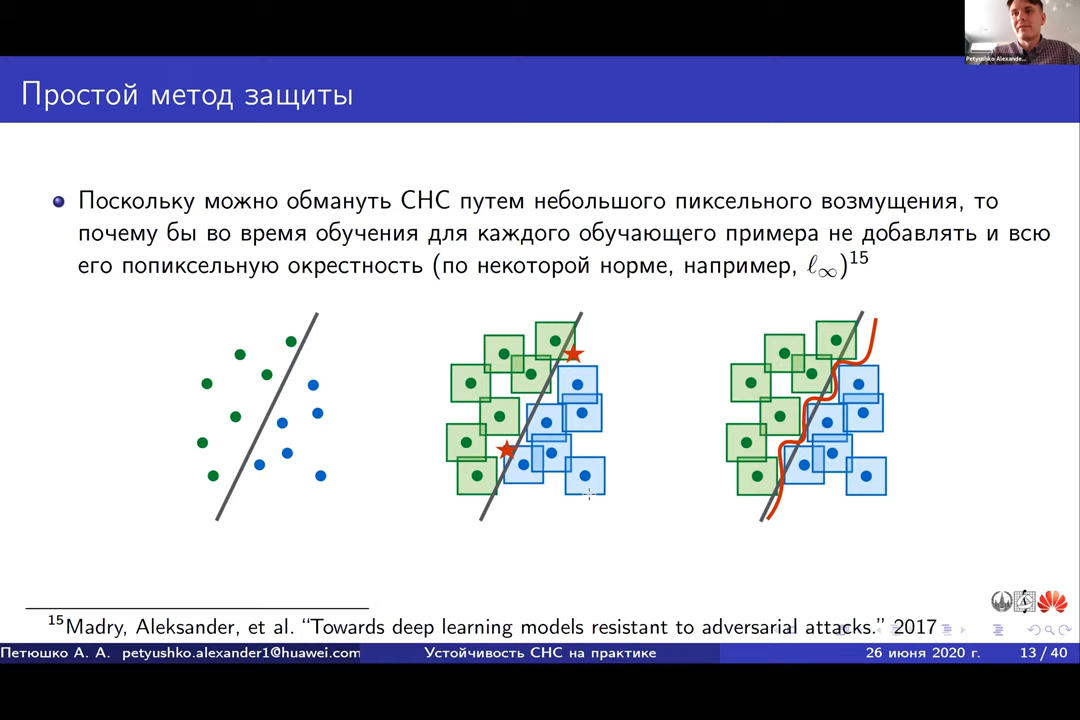 Petyushko Alexande...
Простой метод защиты
Поскольку можно обмануть СНС путем небольшого пиксельного возмущения, то
почему бы во время обучения для каждого обучающего примера не добавлять и всю
его попиксельную окрестность (по некоторой норме, например, ℓ∞)15
15Madry, Aleksander, et al. “Towards deep learning models resistant to adversarial attacks.” 2017
Петюшко А. А. petyushko.alexander1@huawei.com
Устойчивость СНС на практике
26 июня 2020 г.
13 / 40